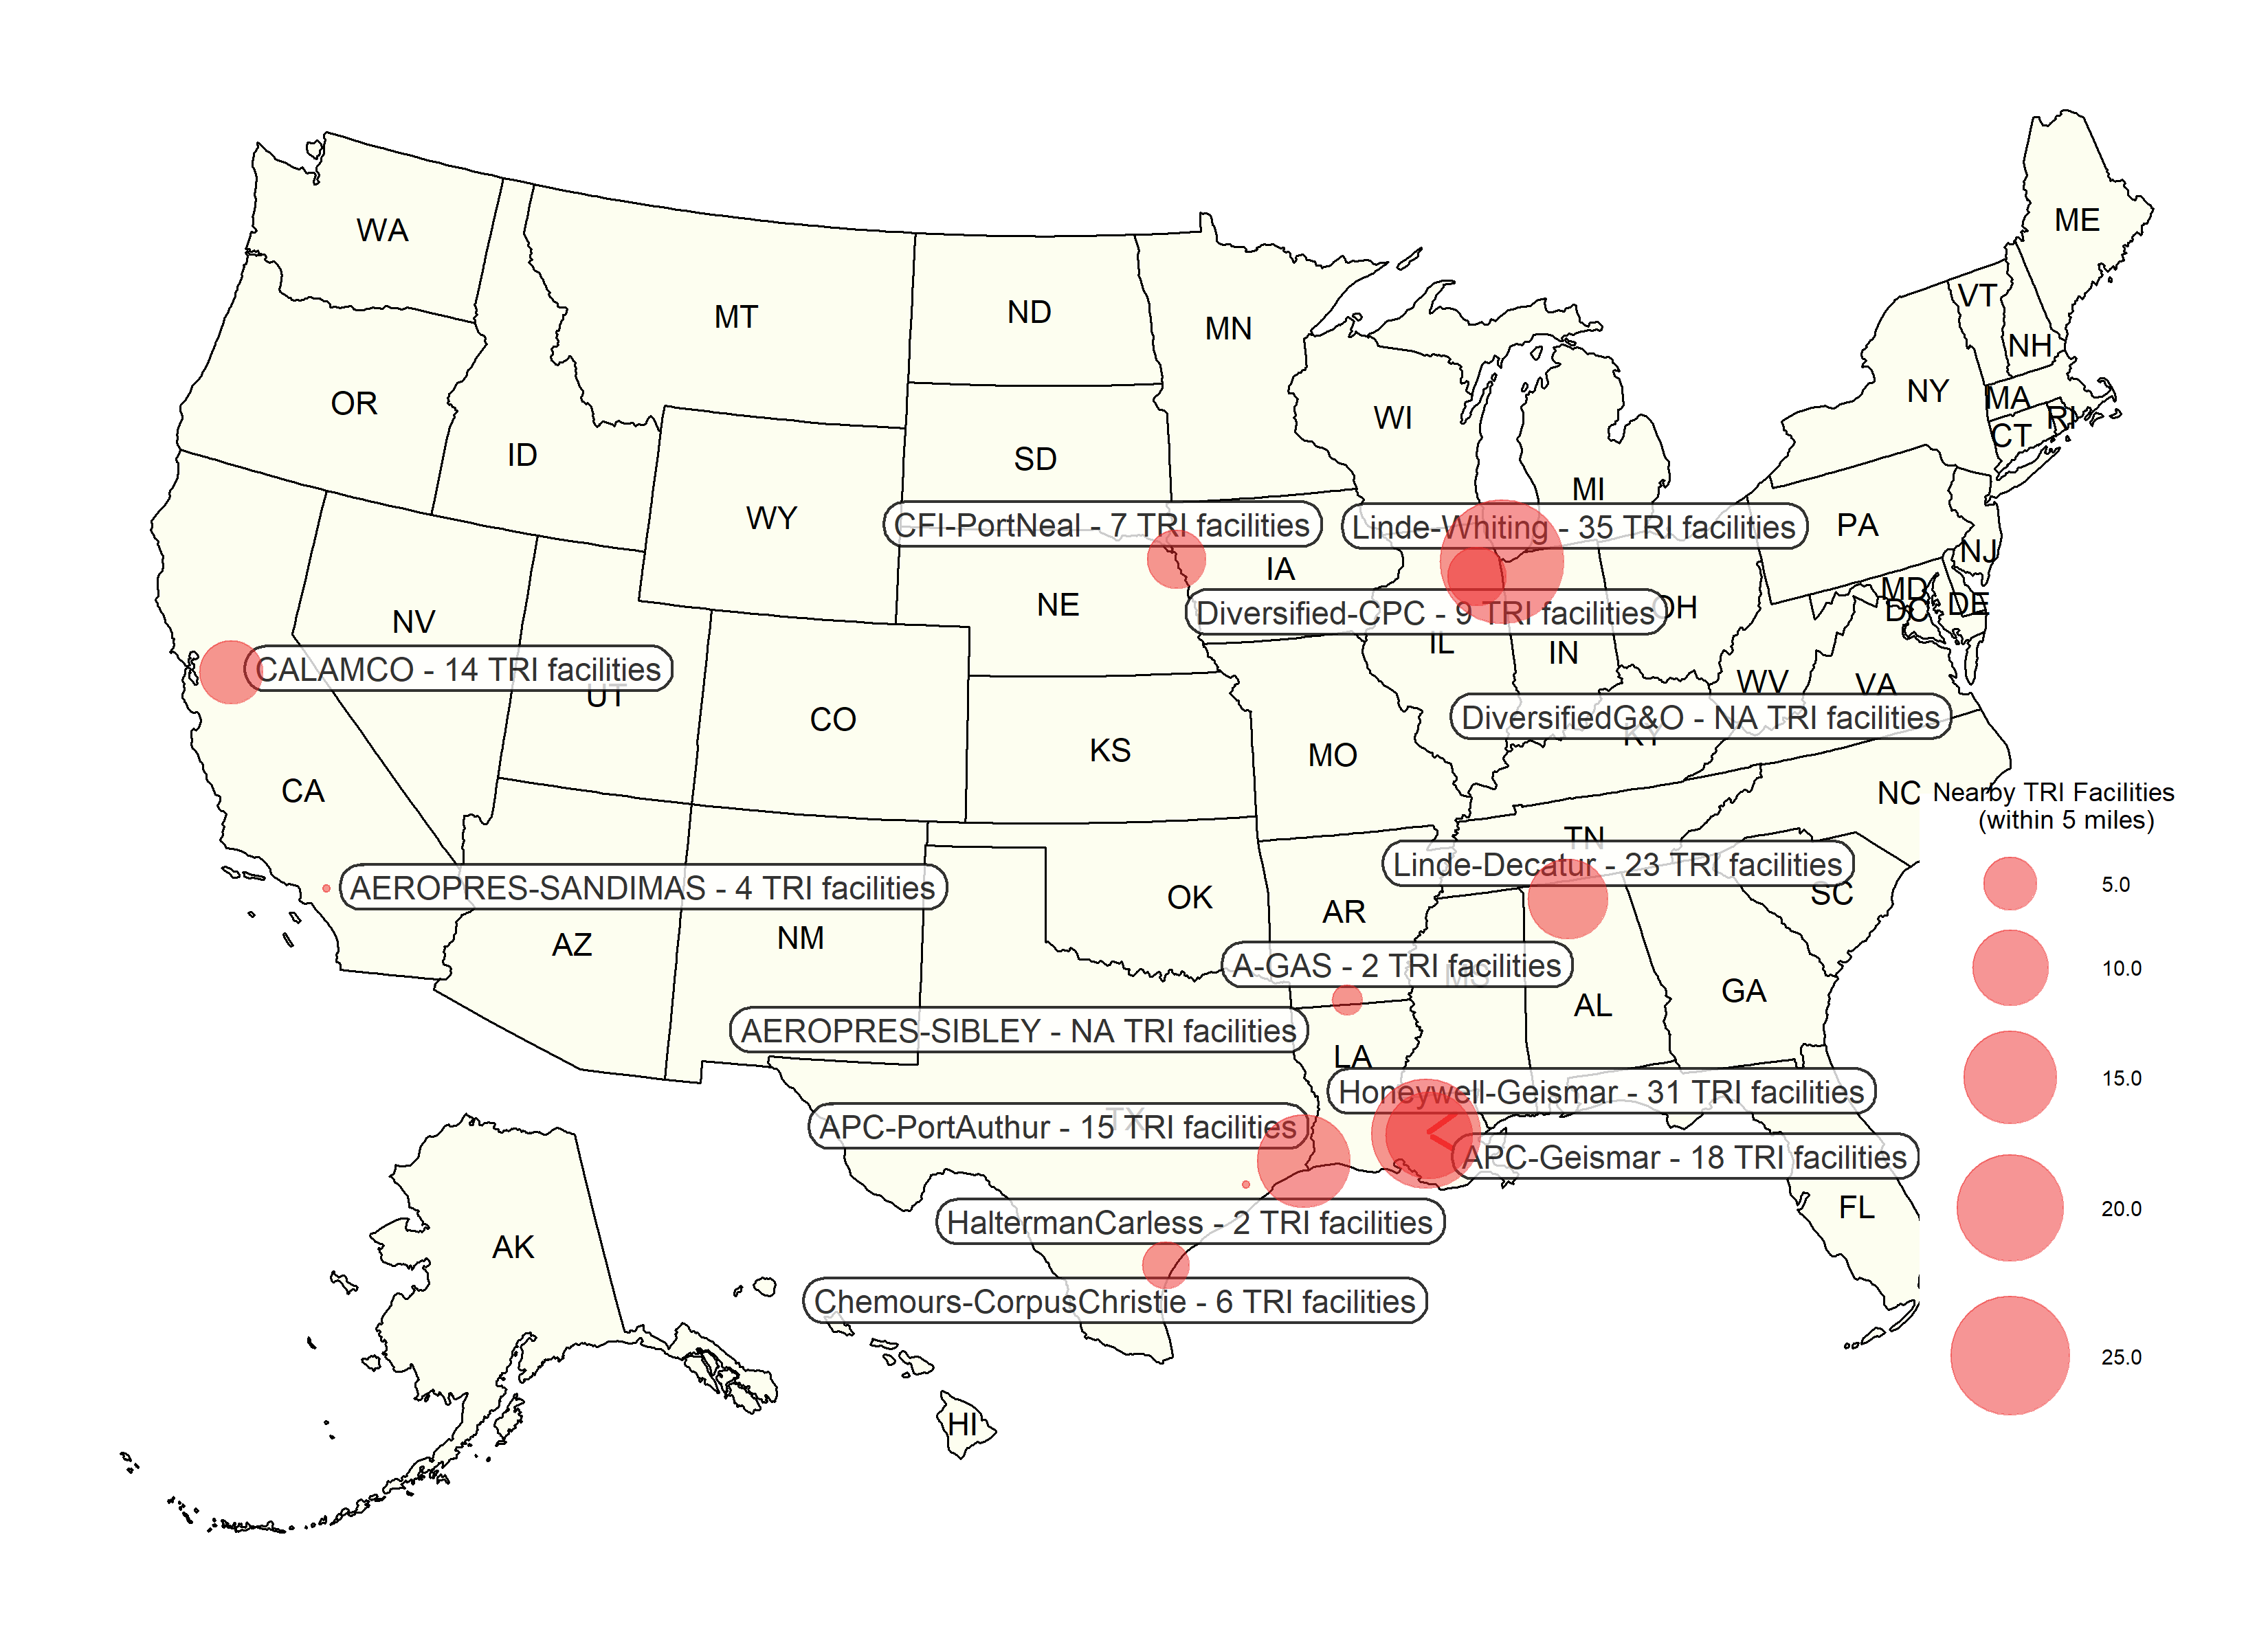 WA
ME
MT
ND
MN
VT
NH
OR
ID
SD
WI
NY
MA
RI
CT
MI
WY
CFI-PortNeal - 7 TRI facilities
Linde-Whiting - 35 TRI facilities
PA
NJ
IA
NE
Diversified-CPC - 9 TRI facilities
OH
MD
DC
DE
NV
IL
IN
CALAMCO - 14 TRI facilities
UT
WV
VA
CO
DiversifiedG&O - NA TRI facilities
KY
KS
MO
CA
NC
Nearby TRI Facilities
(within 5 miles)
TN
Linde-Decatur - 23 TRI facilities
AEROPRES-SANDIMAS - 4 TRI facilities
5.0
OK
AR
SC
AZ
NM
A-GAS - 2 TRI facilities
MS
10.0
GA
AL
AEROPRES-SIBLEY - NA TRI facilities
LA
15.0
Honeywell-Geismar - 31 TRI facilities
TX
APC-PortAuthur - 15 TRI facilities
APC-Geismar - 18 TRI facilities
FL
20.0
HaltermanCarless - 2 TRI facilities
AK
Chemours-CorpusChristie - 6 TRI facilities
25.0
HI